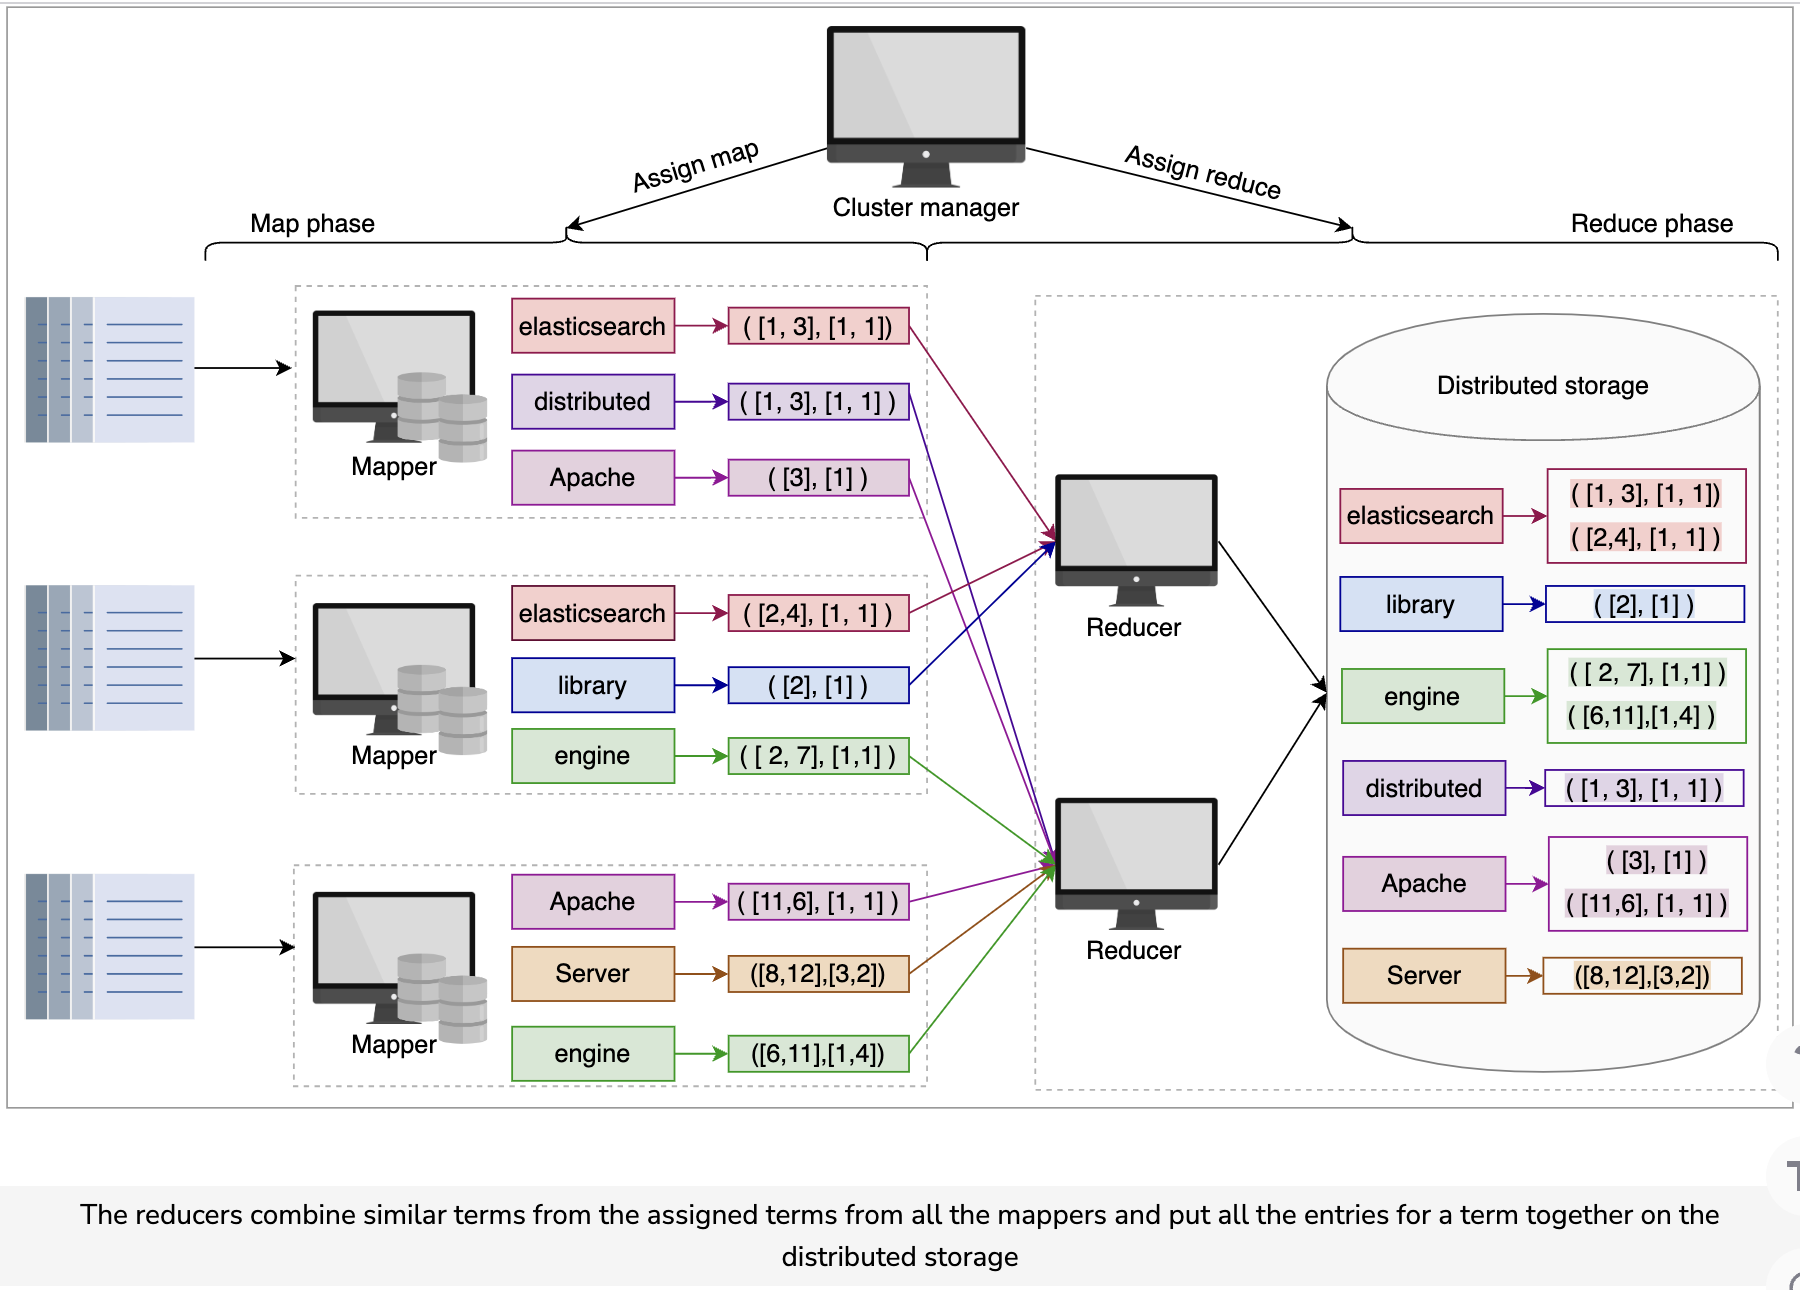 Assign map
Assign reduce
Cluster manager
Map phase
Reduce phase
elasticsearch
( [1, 3], [1, 1])
distributed
( [1, 3], [1, 1] )
Apache
( [3], [1] )
Mapper
elasticsearch
( [2,4], [1, 1] )
library
( [2], [1] )
engine
( [ 2, 7], [1,1] )
Mapper
Apache
( [11,6], [1, 1] )
Server
([8,12],[3,2])
engine
([6,11],[1,4])
Mapper
Reducer
Reducer
Distributed storage
elasticsearch
( [1, 3], [1, 1])
( [2,4], [1, 1] )
library
( [2], [1] )
engine
( [ 2, 7], [1,1] )
( [6,11],[1,4] )
distributed
( [1, 3], [1, 1] )
Apache
( [3], [1] )
( [11,6], [1, 1] )
Server
([8,12],[3,2])
The reducers combine similar terms from the assigned terms from all the mappers and put all the entries for a term together on the
distributed storage